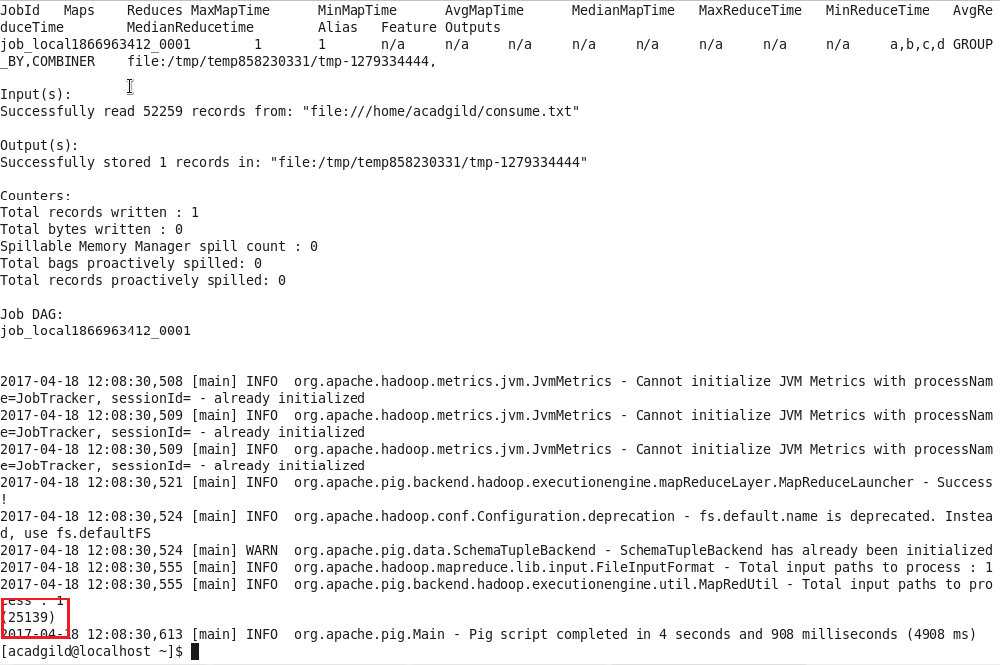 JobId   Maps    Reduces MaxMapTime      MinMapTime      AvgMapTime      MedianMapTime   MaxReduceTime   MinReduceTime   AvgRe
duceTime        MedianReducetime        Alias   Feature Outputs
job_local1866963412_0001        1       1       n/a     n/a     n/a     n/a     n/a     n/a     n/a     n/a     a,b,c,d GROUP
_BY,COMBINER    file:/tmp/temp858230331/tmp-1279334444,
Input(s):
Successfully read 52259 records from: "file:///home/acadgild/consume.txt"
Output(s):
Successfully stored 1 records in: "file:/tmp/temp858230331/tmp-1279334444"
Counters:
Total records written : 1
Total bytes written : 0
Spillable Memory Manager spill count : 0
Total bags proactively spilled: 0
Total records proactively spilled: 0
Job DAG:
job_local1866963412_0001
2017-04-18 12:08:30,508 [main] INFO  org.apache.hadoop.metrics.jvm.JvmMetrics - Cannot initialize JVM Metrics with processNam
e=JobTracker, sessionId= - already initialized
2017-04-18 12:08:30,509 [main] INFO  org.apache.hadoop.metrics.jvm.JvmMetrics - Cannot initialize JVM Metrics with processNam
e=JobTracker, sessionId= - already initialized
2017-04-18 12:08:30,509 [main] INFO  org.apache.hadoop.metrics.jvm.JvmMetrics - Cannot initialize JVM Metrics with processNam
e=JobTracker, sessionId= - already initialized
2017-04-18 12:08:30,521 [main] INFO  org.apache.pig.backend.hadoop.executionengine.mapReduceLayer.MapReduceLauncher - Success
!
2017-04-18 12:08:30,524 [main] INFO  org.apache.hadoop.conf.Configuration.deprecation - fs.default.name is deprecated. Instea
d, use fs.defaultFS
2017-04-18 12:08:30,524 [main] WARN  org.apache.pig.data.SchemaTupleBackend - SchemaTupleBackend has already been initialized
2017-04-18 12:08:30,555 [main] INFO  org.apache.hadoop.mapreduce.lib.input.FileInputFormat - Total input paths to process : 1
2017-04-18 12:08:30,555 [main] INFO  org.apache.pig.backend.hadoop.executionengine.util.MapRedUtil - Total input paths to pro
cess : 1
(25139)
2017-04-18 12:08:30,613 [main] INFO  org.apache.pig.Main - Pig script completed in 4 seconds and 908 milliseconds (4908 ms)
[acadgild@localhost ~]$